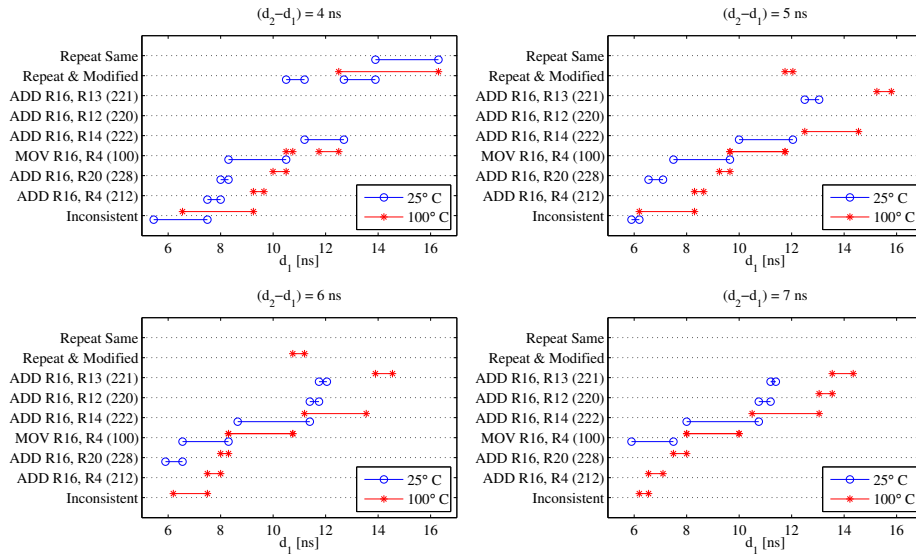 (d2−d1) = 4 ns
Repeat Same
Repeat & Modified
ADD R16, R13 (221)
ADD R16, R12 (220)
ADD R16, R14 (222)
MOV R16, R4 (100)
ADD R16, R20 (228)
ADD R16, R4 (212)
Inconsistent
25° C
100° C
6 8 10 12 14 16
d1 [ns]
(d2−d1) = 5 ns
Repeat Same
Repeat & Modified
ADD R16, R13 (221)
ADD R16, R12 (220)
ADD R16, R14 (222)
MOV R16, R4 (100)
ADD R16, R20 (228)
ADD R16, R4 (212)
Inconsistent
25° C
100° C
6 8 10 12 14 16
d1 [ns]
(d2−d1) = 6 ns
Repeat Same
Repeat & Modified
ADD R16, R13 (221)
ADD R16, R12 (220)
ADD R16, R14 (222)
MOV R16, R4 (100)
ADD R16, R20 (228)
ADD R16, R4 (212)
Inconsistent
25° C
100° C
6 8 10 12 14 16
d1 [ns]
(d2−d1) = 7 ns
Repeat Same
Repeat & Modified
ADD R16, R13 (221)
ADD R16, R12 (220)
ADD R16, R14 (222)
MOV R16, R4 (100)
ADD R16, R20 (228)
ADD R16, R4 (212)
Inconsistent
25° C
100° C
6 8 10 12 14 16
d1 [ns]